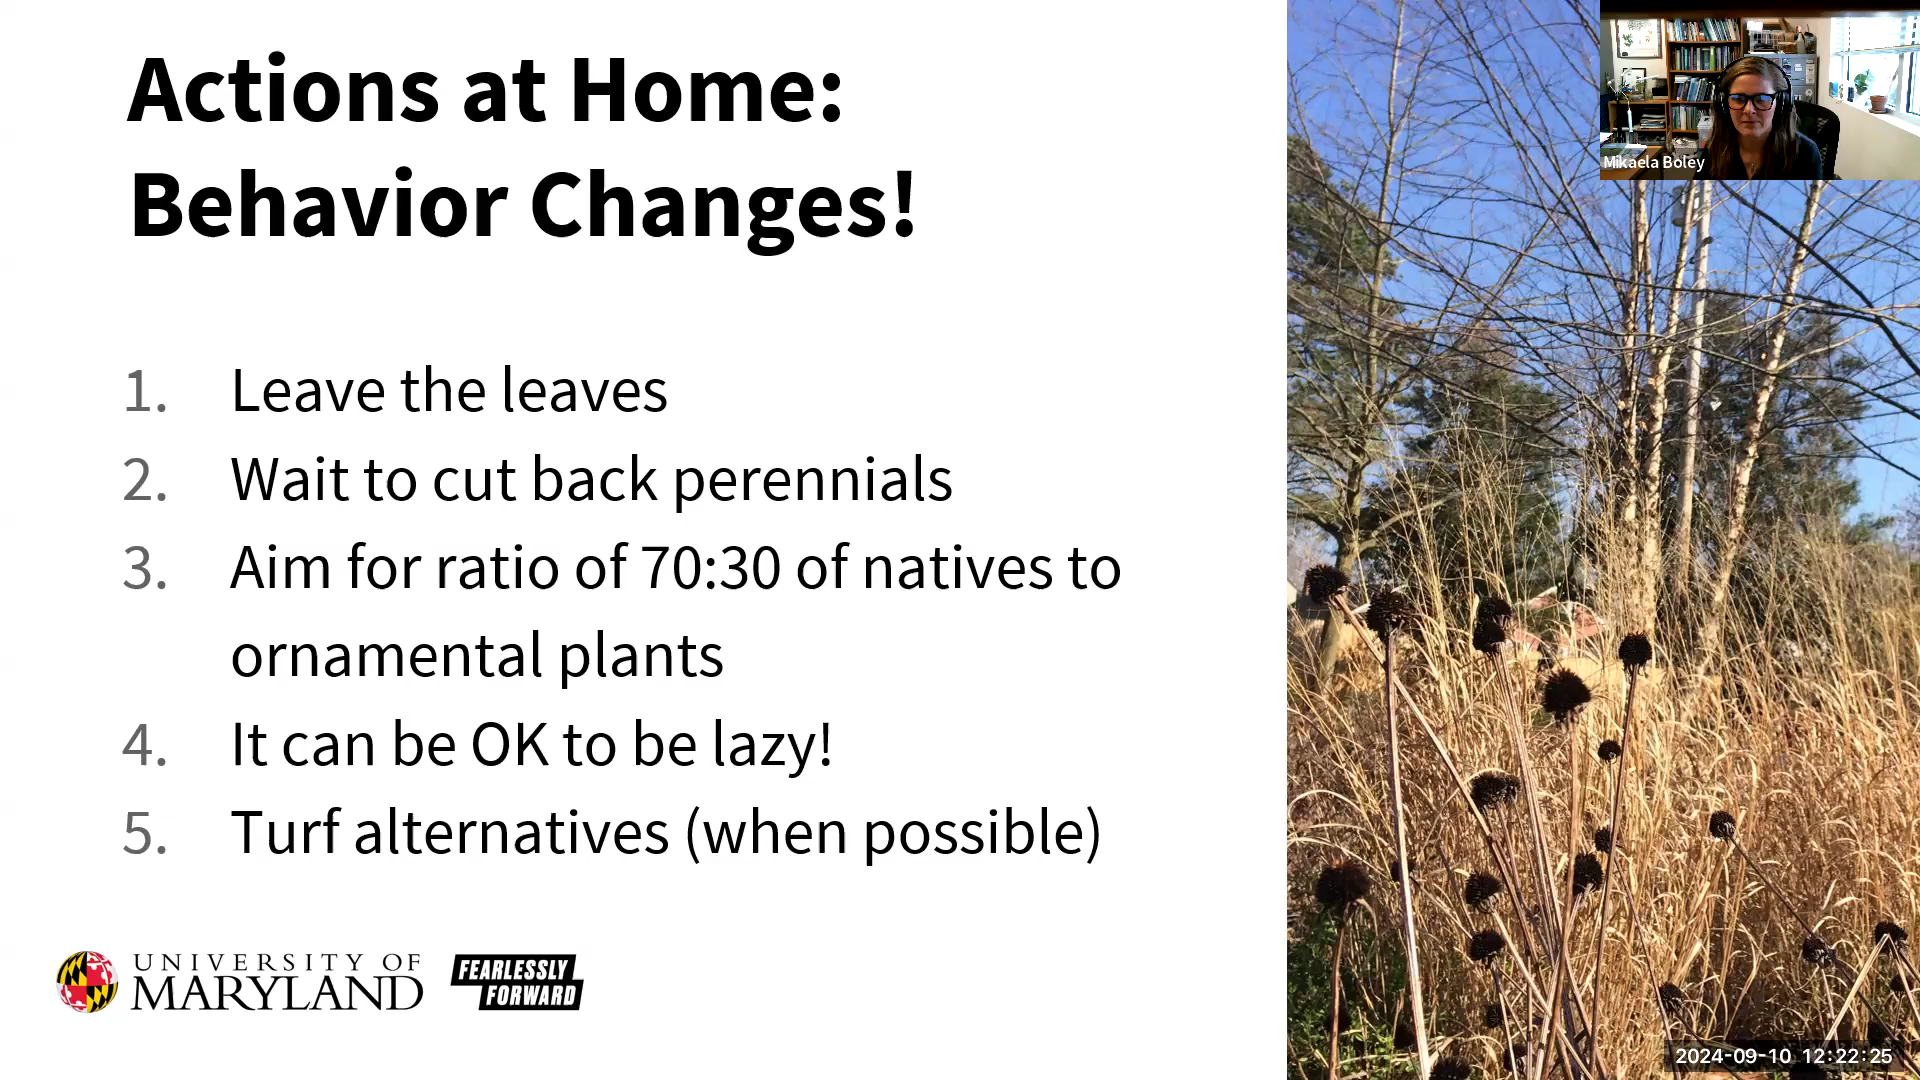 Actions at Home:
Behavior Changes!
1. Leave the leaves
2. Wait to cut back perennials
3. Aim for ratio of 70:30 of natives to
ornamental plants
4. It can be OK to be lazy!
5. Turf alternatives (when possible)
UNIVERSITY OF
MARYLAND
FEARLESSLY
FORWARD
Mikaela Boley
2024-09-10 12:22:25